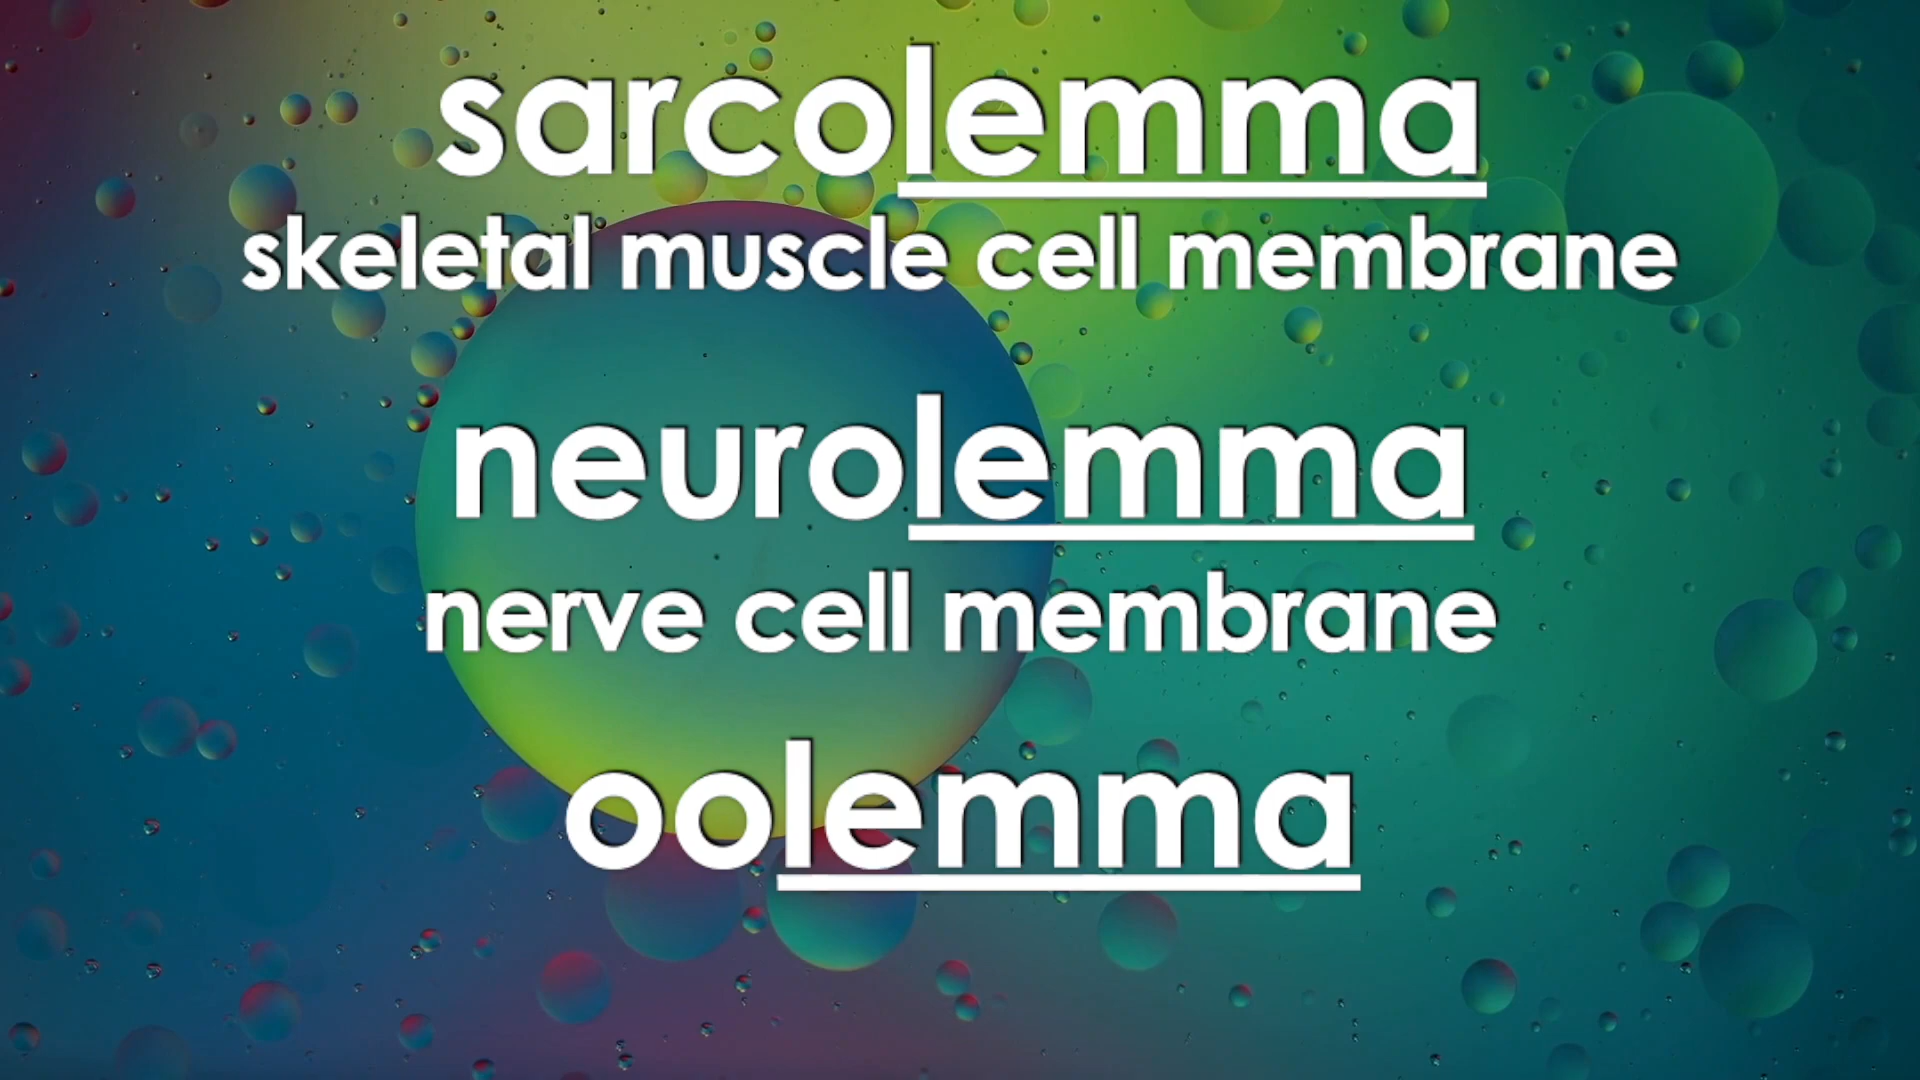 sarcolemma
skeletal muscle cell membrane
neurolemma
nerve cell membrane
oolemma